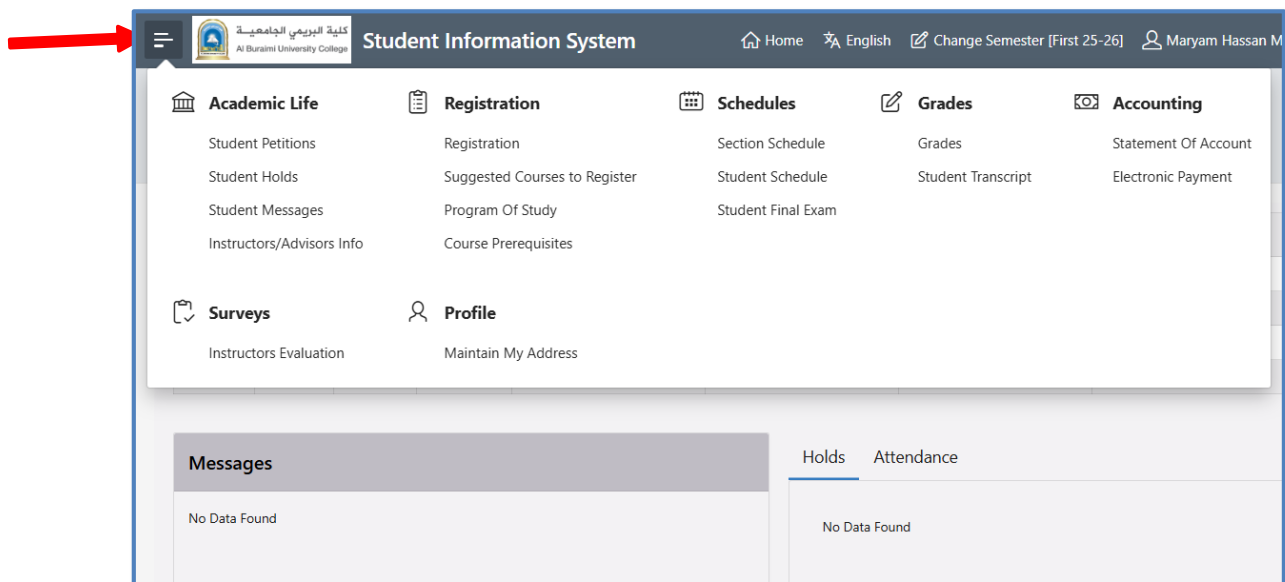 كلية البريمي الجامعيـــة
Al Buraimi University College
Student Information System
Home
English
Change Semester [First 25-26]
Maryam Hassan M
Academic Life
Student Petitions
Student Holds
Student Messages
Instructors/Advisors Info
Registration
Registration
Suggested Courses to Register
Program Of Study
Course Prerequisites
Schedules
Section Schedule
Student Schedule
Student Final Exam
Grades
Grades
Student Transcript
Accounting
Statement Of Account
Electronic Payment
Surveys
Instructors Evaluation
Profile
Maintain My Address
Messages
No Data Found
Holds
Attendance
No Data Found